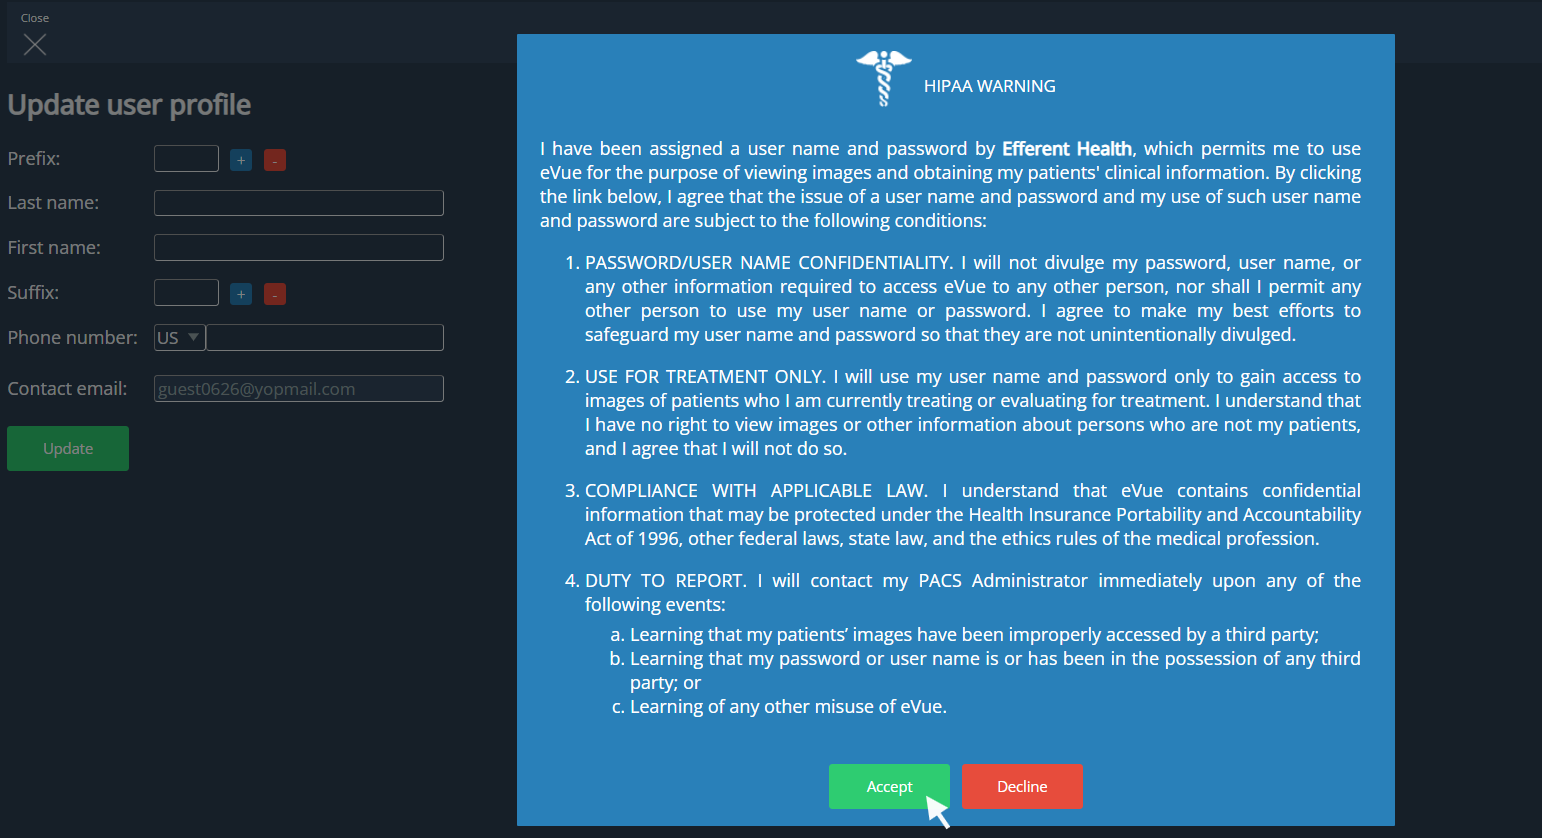 Close
Update user profile
Prefix:
+
-
Last name:
First name:
Suffix:
+
-
Phone number:
US
Contact email:
guest0626@yopmail.com
Update
HIPAA WARNING
I have been assigned a user name and password by Efferent Health, which permits me to use
eVue for the purpose of viewing images and obtaining my patients' clinical information. By clicking
the link below, I agree that the issue of a user name and password and my use of such user name
and password are subject to the following conditions:
1. PASSWORD/USER NAME CONFIDENTIALITY. I will not divulge my password, user name, or
any other information required to access eVue to any other person, nor shall I permit any
other person to use my user name or password. I agree to make my best efforts to
safeguard my user name and password so that they are not unintentionally divulged.
2. USE FOR TREATMENT ONLY. I will use my user name and password only to gain access to
images of patients who I am currently treating or evaluating for treatment. I understand that
I have no right to view images or other information about persons who are not my patients,
and I agree that I will not do so.
3. COMPLIANCE WITH APPLICABLE LAW. I understand that eVue contains confidential
information that may be protected under the Health Insurance Portability and Accountability
Act of 1996, other federal laws, state law, and the ethics rules of the medical profession.
4. DUTY TO REPORT. I will contact my PACS Administrator immediately upon any of the
following events:
a. Learning that my patients’ images have been improperly accessed by a third party;
b. Learning that my password or user name is or has been in the possession of any third
party; or
c. Learning of any other misuse of eVue.
Accept
Decline